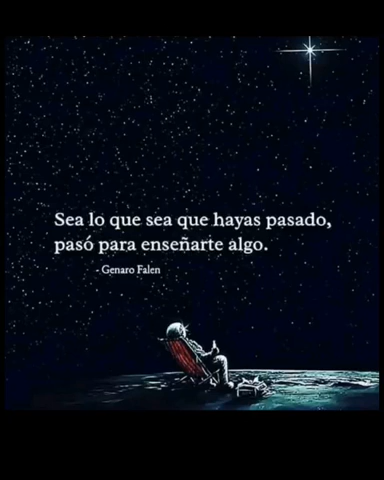 Sea lo que sea que hayas pasado,
pasó para enseñarte algo.
- Genaro Falen